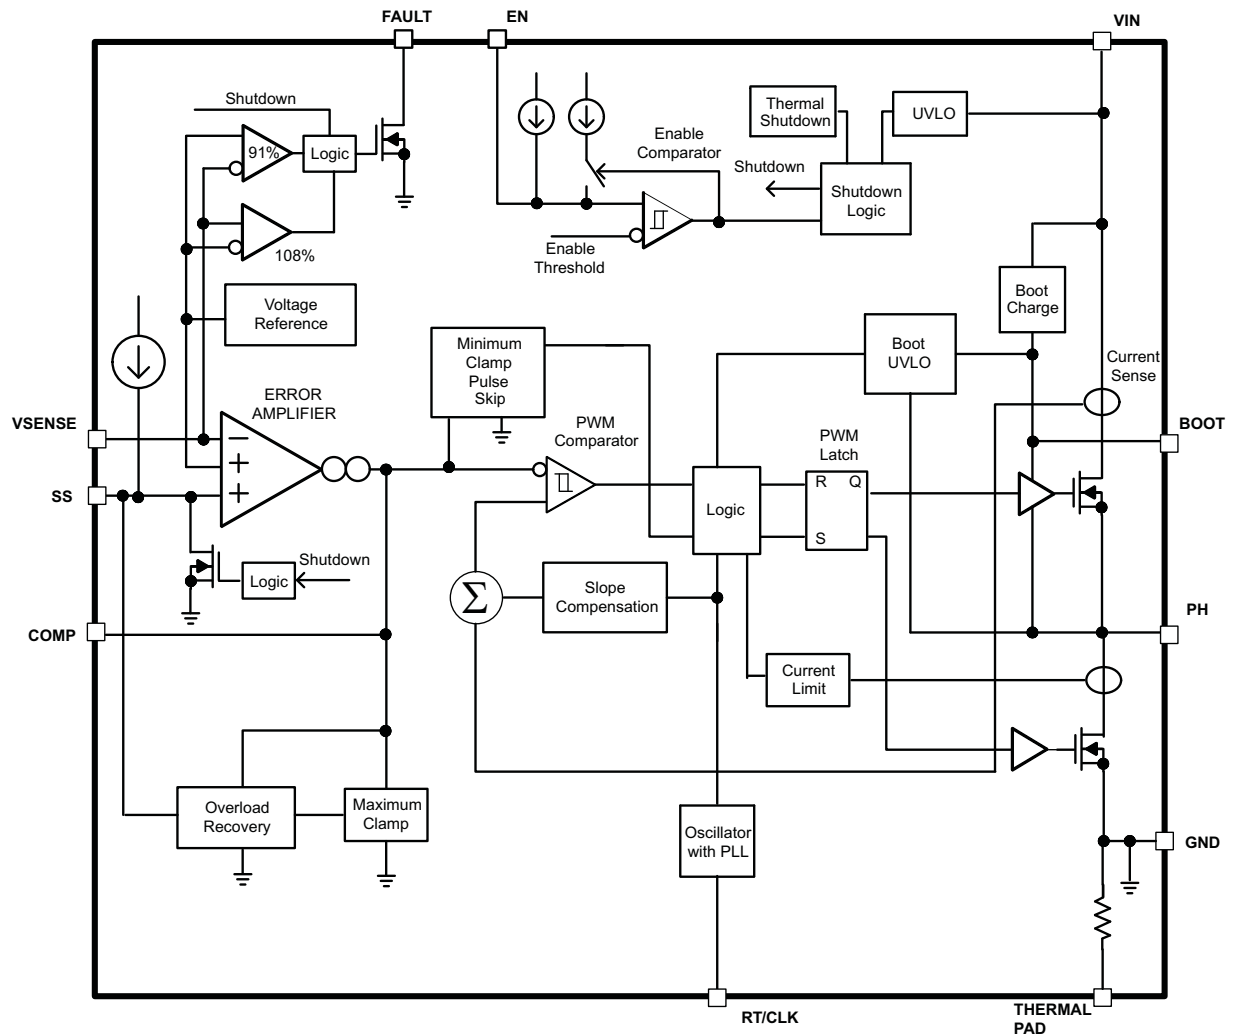 FAULT
EN
VIN
Shutdown
91%
Logic
108%
Voltage
Reference
Enable
Comparator
Enable
Threshold
Thermal
Shutdown
UVLO
Shutdown
Shutdown
Logic
Boot
Charge
Current
Sense
Boot
UVLO
Minimum
Clamp
Pulse
Skip
ERROR
AMPLIFIER
VSENSE
−
+
+
SS
PWM
Comparator
PWM
Latch
BOOT
Logic
R Q
S
Shutdown
Logic
Σ
Slope
Compensation
COMP
PH
Current
Limit
Overload
Recovery
Maximum
Clamp
Oscillator
with PLL
GND
RT/CLK
THERMAL
PAD